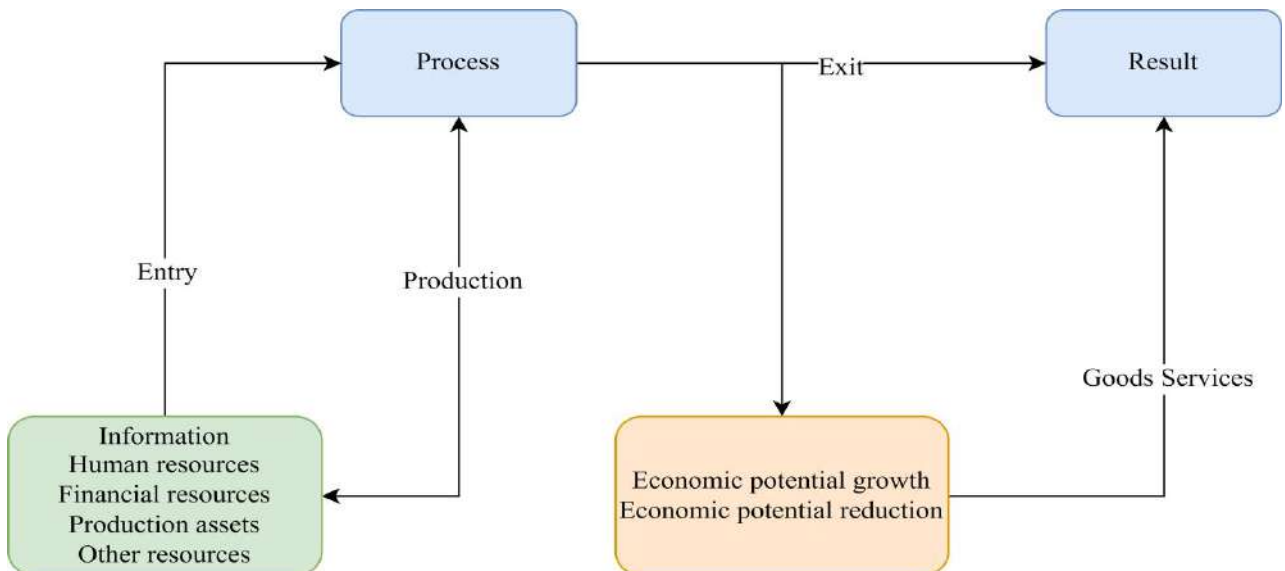 Process
Exit
Result
Entry
Production
Goods Services
Information
Human resources
Financial resources
Production assets
Other resources
Economic potential growth
Economic potential reduction